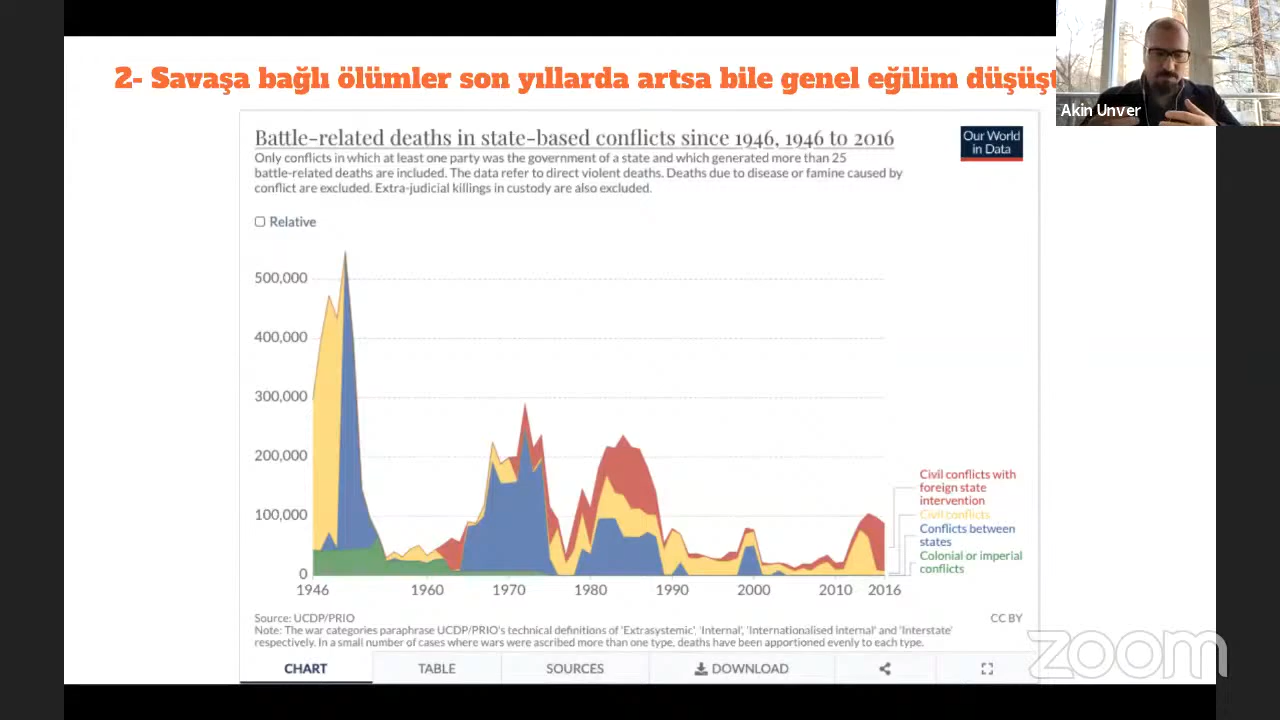 2- Savaşa bağlı ölümler son yıllarda artsa bile genel eğilim düşüşt
Akin Unver
Battle-related deaths in state-based conflicts since 1946, 1946 to 2016
Our World
in Data
Only conflicts in which at least one party was the government of a state and which generated more than 25
battle-related deaths are included. The data refer to direct violent deaths. Deaths due to disease or famine caused by
conflict are excluded. Extra-judicial killings in custody are also excluded.
Relative
500,000
400,000
300,000
200,000
100,000
0
1946
1960
1970
1980
1990
2000
2010
2016
Civil conflicts with
foreign state
intervention
Civil conflicts
Conflicts between
states
Colonial or imperial
conflicts
Source: UCDP/PRIO
CC BY
Note: The war categories paraphrase UCDP/PRIO's technical definitions of 'Extrasystemic', 'Internal', 'Internationalised internal' and 'Interstate'
respectively. In a small number of cases where wars were ascribed more than one type, deaths have been apportioned evenly to each type.
CHART
TABLE
SOURCES
DOWNLOAD
zoom